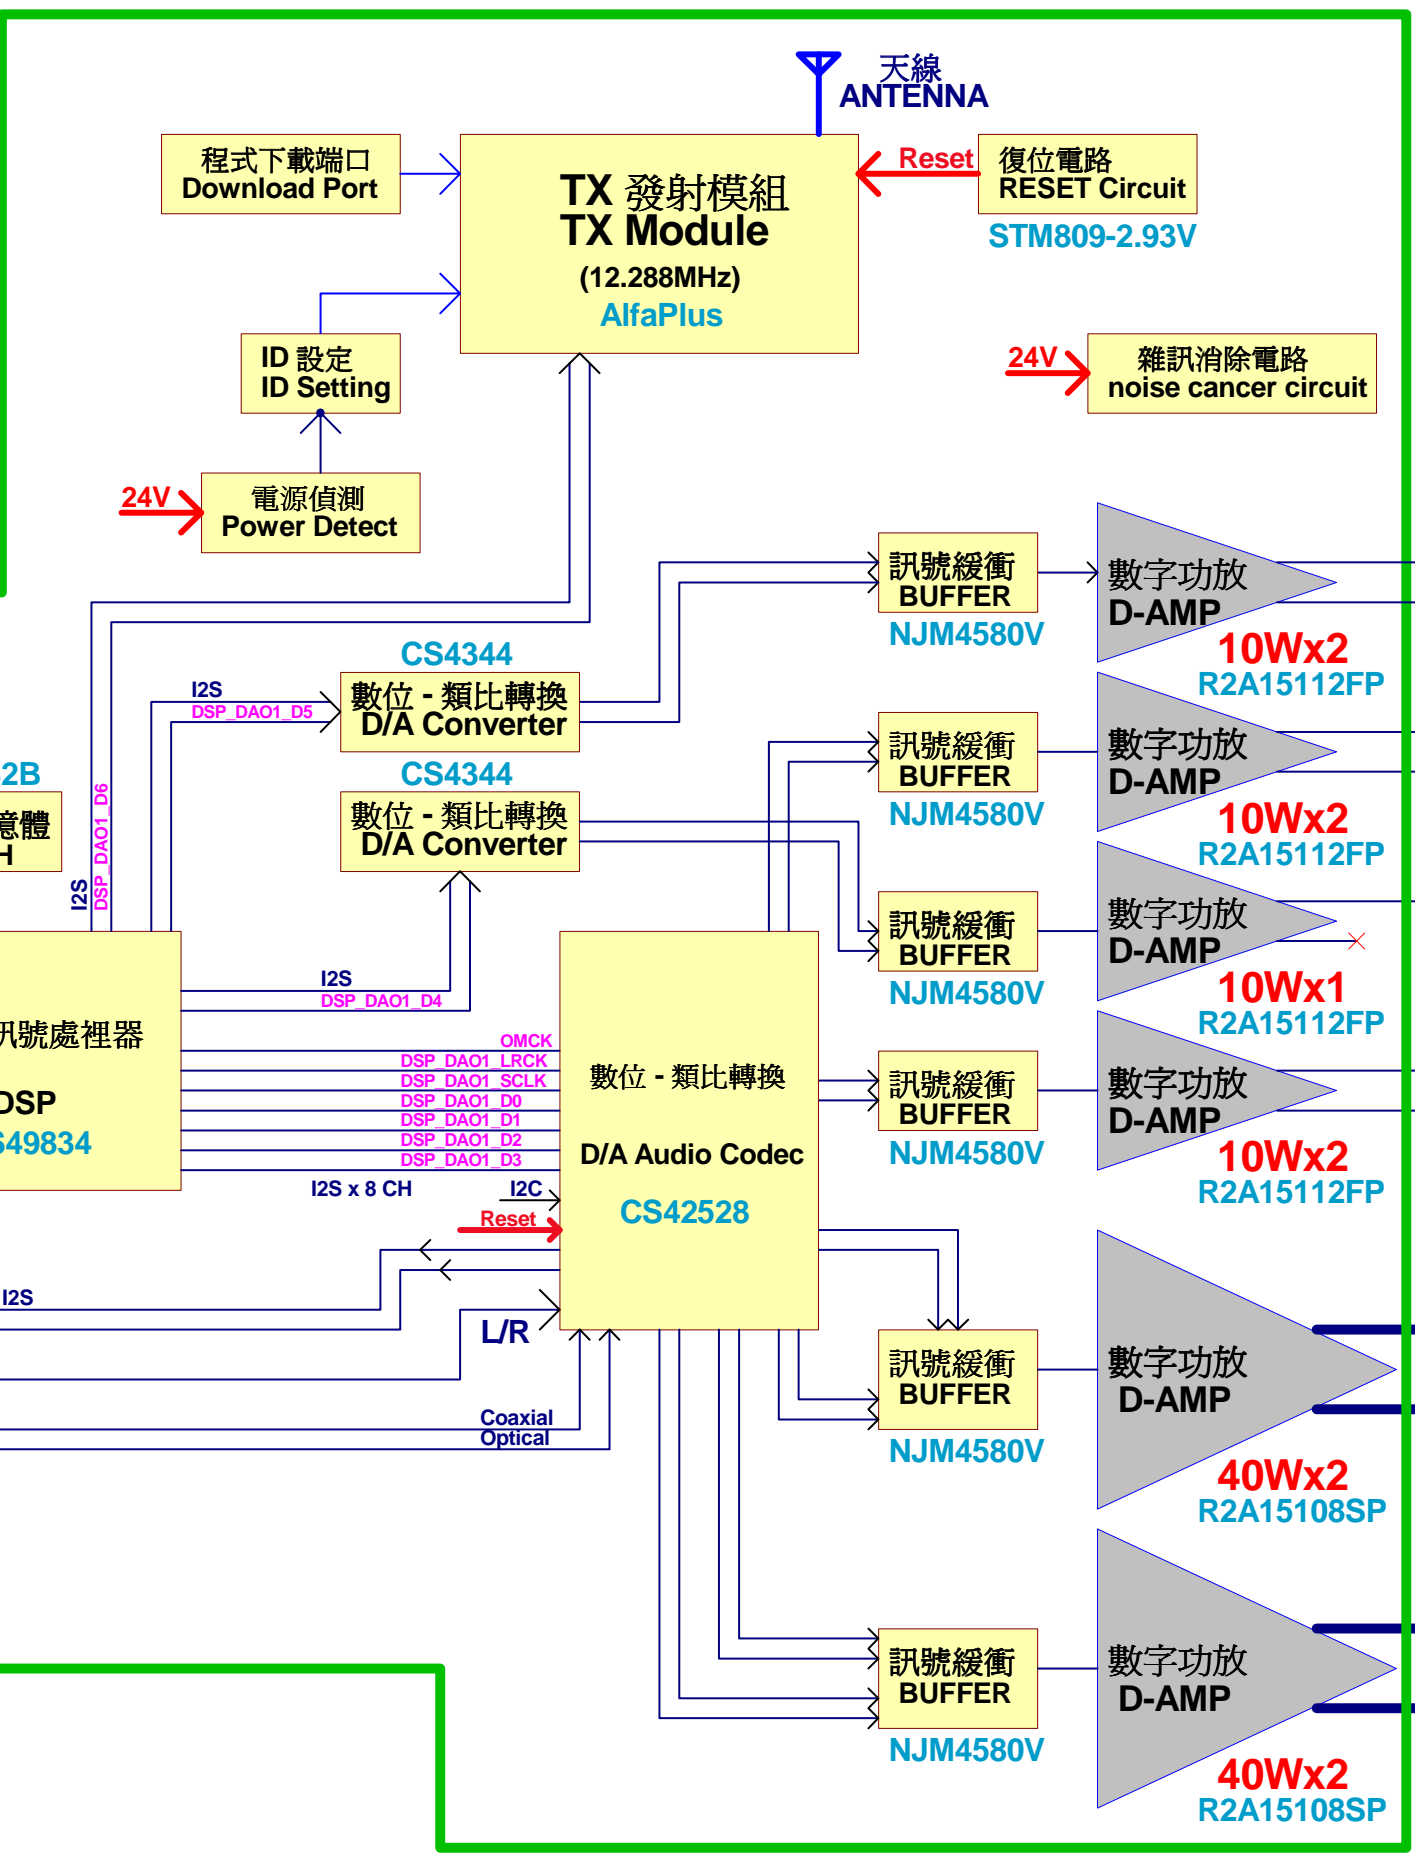 天線
ANTENNA
程式下載端口
Download Port
TX 發射模組
TX Module
(12.288MHz)
AlfaPlus
Reset
復位電路
RESET Circuit
STM809-2.93V
ID 設定
ID Setting
24V
雜訊消除電路
noise cancer circuit
24V
電源偵測
Power Detect
訊號緩衝
BUFFER
NJM4580V
數字功放
D-AMP
10Wx2
R2A15112FP
CS4344
數位 - 類比轉換
D/A Converter
I2S
DSP_DAO1_D5
CS4344
數位 - 類比轉換
D/A Converter
訊號緩衝
BUFFER
NJM4580V
數字功放
D-AMP
10Wx2
R2A15112FP
2B
憶體
H
I2S
DSP_DAO1_D6
訊號緩衝
BUFFER
NJM4580V
數字功放
D-AMP
10Wx1
R2A15112FP
I2S
DSP_DAO1_D4
訊號處裡器
DSP
S49834
OMCK
DSP_DAO1_LRCK
DSP_DAO1_SCLK
DSP_DAO1_D0
DSP_DAO1_D1
DSP_DAO1_D2
DSP_DAO1_D3
I2S x 8 CH
I2C
Reset
數位 - 類比轉換
D/A Audio Codec
CS42528
訊號緩衝
BUFFER
NJM4580V
數字功放
D-AMP
10Wx2
R2A15112FP
I2S
L/R
Coaxial
Optical
訊號緩衝
BUFFER
NJM4580V
數字功放
D-AMP
40Wx2
R2A15108SP
訊號緩衝
BUFFER
NJM4580V
數字功放
D-AMP
40Wx2
R2A15108SP